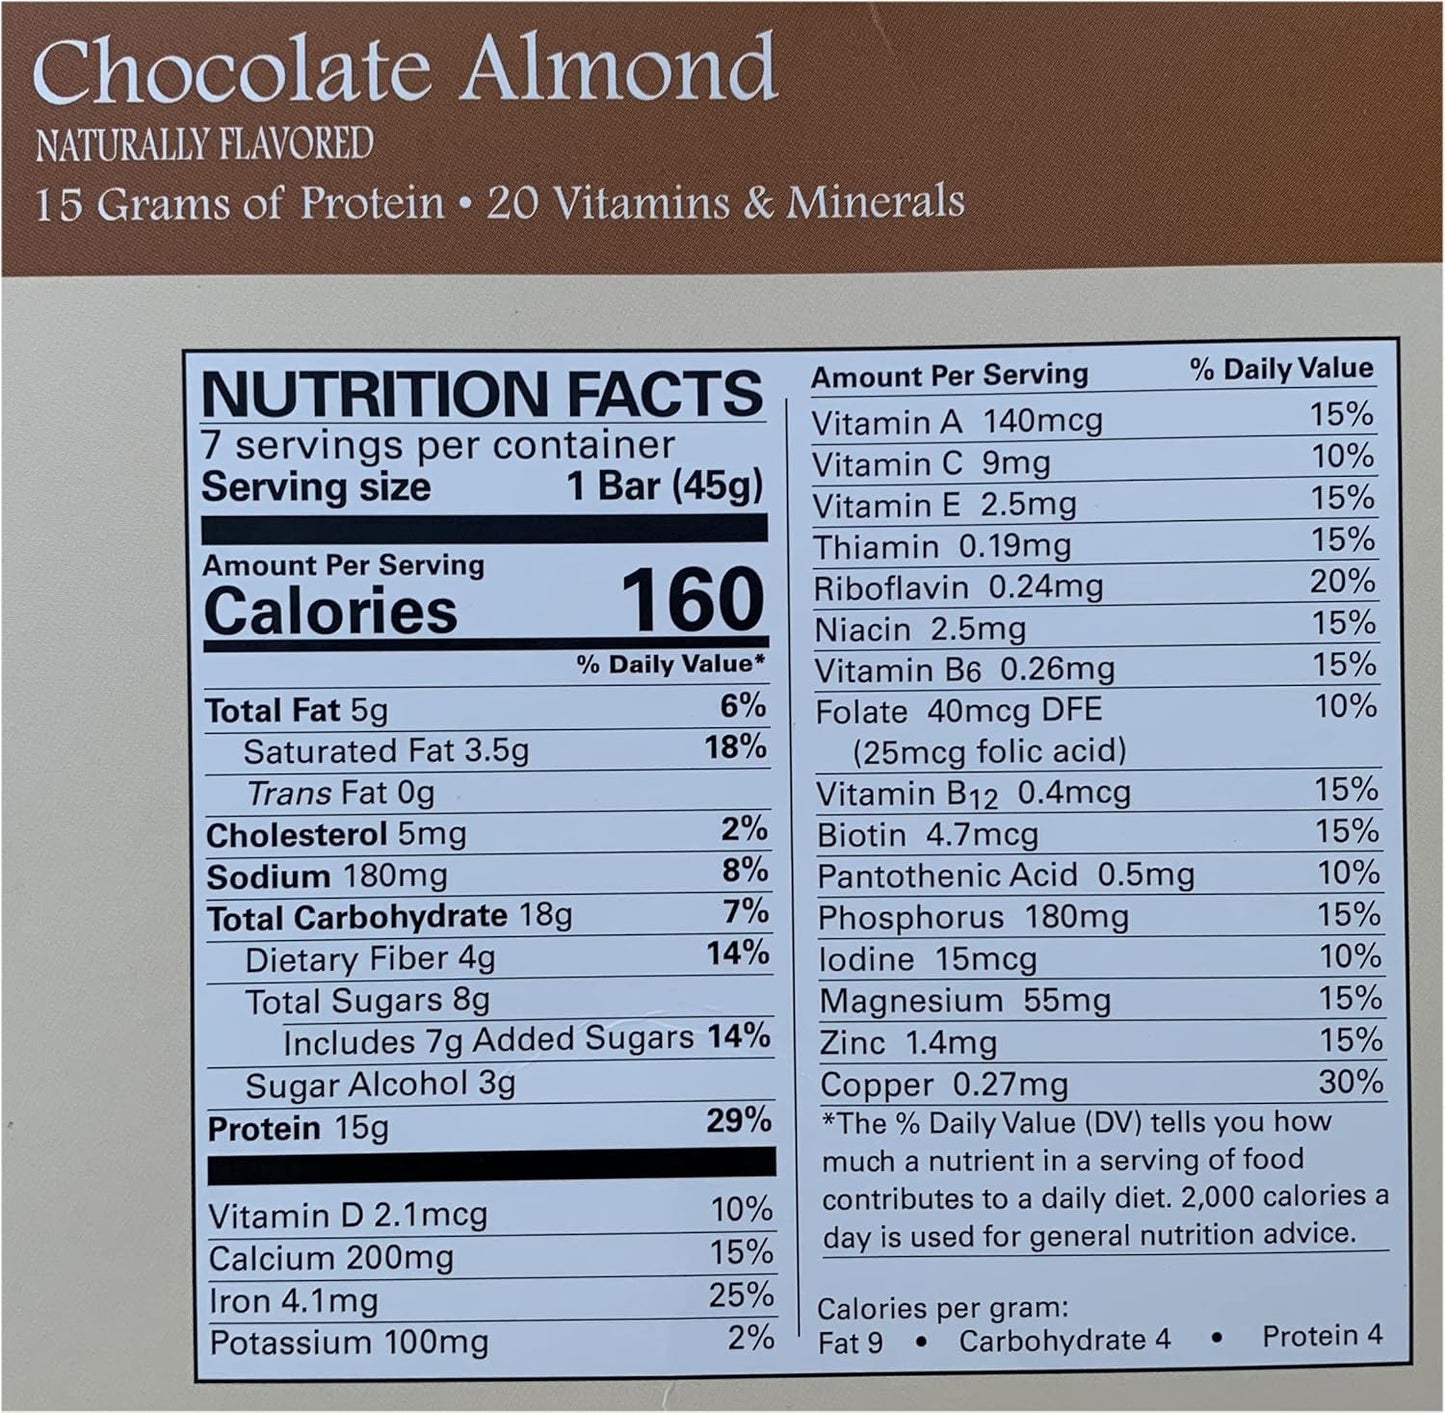 Chocolate Almond
NATURALLY FLAVORED
15 Grams of Protein • 20 Vitamins & Minerals
NUTRITION FACTS
7 servings per container
Serving size 1 Bar (45g)
Amount Per Serving
Calories 160
% Daily Value*
Total Fat 5g 6%
Saturated Fat 3.5g 18%
Trans Fat 0g
Cholesterol 5mg 2%
Sodium 180mg 8%
Total Carbohydrate 18g 7%
Dietary Fiber 4g 14%
Total Sugars 8g
Includes 7g Added Sugars 14%
Sugar Alcohol 3g
Protein 15g 29%
Vitamin D 2.1mcg 10%
Calcium 200mg 15%
Iron 4.1mg 25%
Potassium 100mg 2%
Amount Per Serving % Daily Value
Vitamin A 140mcg 15%
Vitamin C 9mg 10%
Vitamin E 2.5mg 15%
Thiamin 0.19mg 15%
Riboflavin 0.24mg 20%
Niacin 2.5mg 15%
Vitamin B6 0.26mg 15%
Folate 40mcg DFE 10%
(25mcg folic acid)
Vitamin B12 0.4mcg 15%
Biotin 4.7mcg 15%
Pantothenic Acid 0.5mg 10%
Phosphorus 180mg 15%
Iodine 15mcg 10%
Magnesium 55mg 15%
Zinc 1.4mg 15%
Copper 0.27mg 30%
*The % Daily Value (DV) tells you how
much a nutrient in a serving of food
contributes to a daily diet. 2,000 calories a
day is used for general nutrition advice.
Calories per gram:
Fat 9 • Carbohydrate 4 • Protein 4